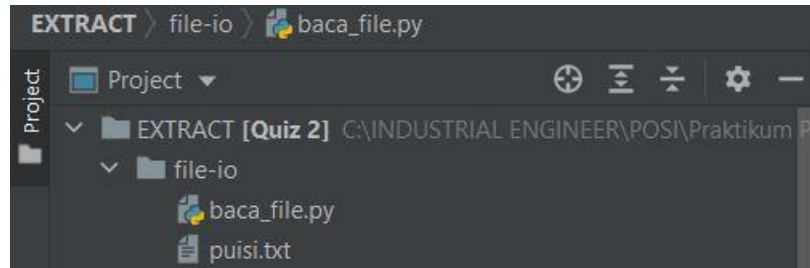 EXTRACT file-io baca_file.py
Project
Project
EXTRACT [Quiz 2] C:\INDUSTRIAL ENGINEER\POSI\Praktikum P
file-io
baca_file.py
puisi.txt